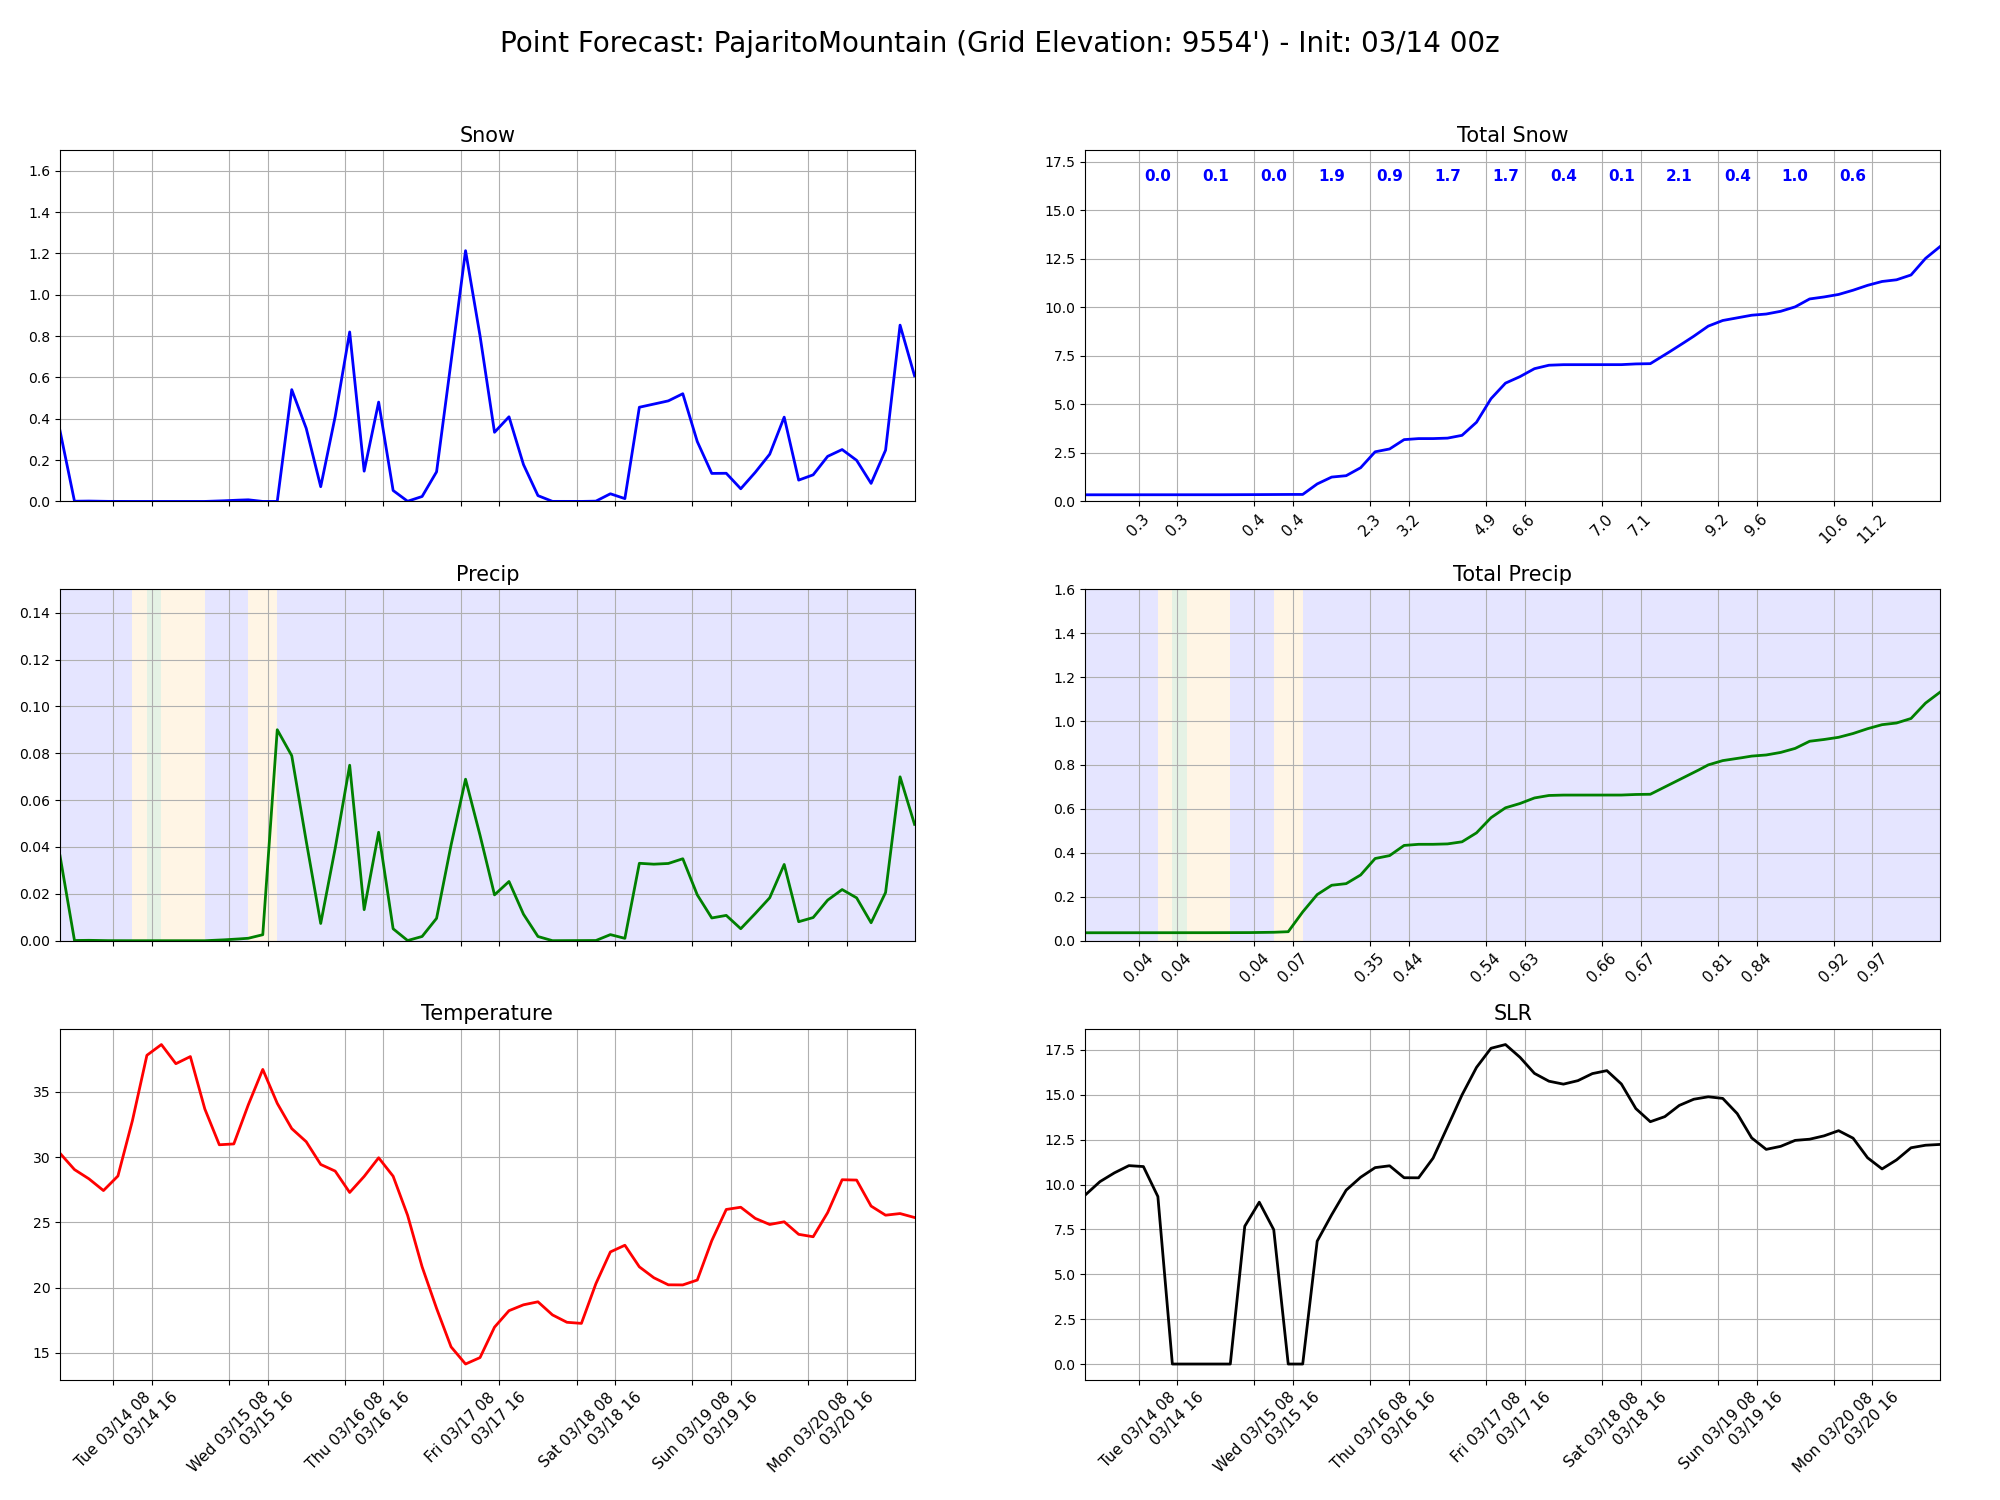 Point Forecast: PajaritoMountain (Grid Elevation: 9554') - Init: 03/14 00z
Snow
1.6
1.4
1.2
1.0
0.8
0.6
0.4
0.2
0.0
Total Snow
17.5
15.0
12.5
10.0
7.5
5.0
2.5
0.0
0.0 0.1 0.0 1.9 0.9 1.7 1.7 0.4 0.1 2.1 0.4 1.0 0.6
0.3 0.3 0.4 0.4 2.3 3.2 4.9 6.6 7.0 7.1 9.2 9.6 10.6 11.2
Precip
0.14
0.12
0.10
0.08
0.06
0.04
0.02
0.00
Total Precip
1.6
1.4
1.2
1.0
0.8
0.6
0.4
0.2
0.0
0.04 0.04 0.04 0.07 0.35 0.44 0.54 0.63 0.66 0.67 0.81 0.84 0.92 0.97
Temperature
35
30
25
20
15
Tue 03/14 08
03/14 16
Wed 03/15 08
03/15 16
Thu 03/16 08
03/16 16
Fri 03/17 08
03/17 16
Sat 03/18 08
03/18 16
Sun 03/19 08
03/19 16
Mon 03/20 08
03/20 16
SLR
17.5
15.0
12.5
10.0
7.5
5.0
2.5
0.0
Tue 03/14 08
03/14 16
Wed 03/15 08
03/15 16
Thu 03/16 08
03/16 16
Fri 03/17 08
03/17 16
Sat 03/18 08
03/18 16
Sun 03/19 08
03/19 16
Mon 03/20 08
03/20 16